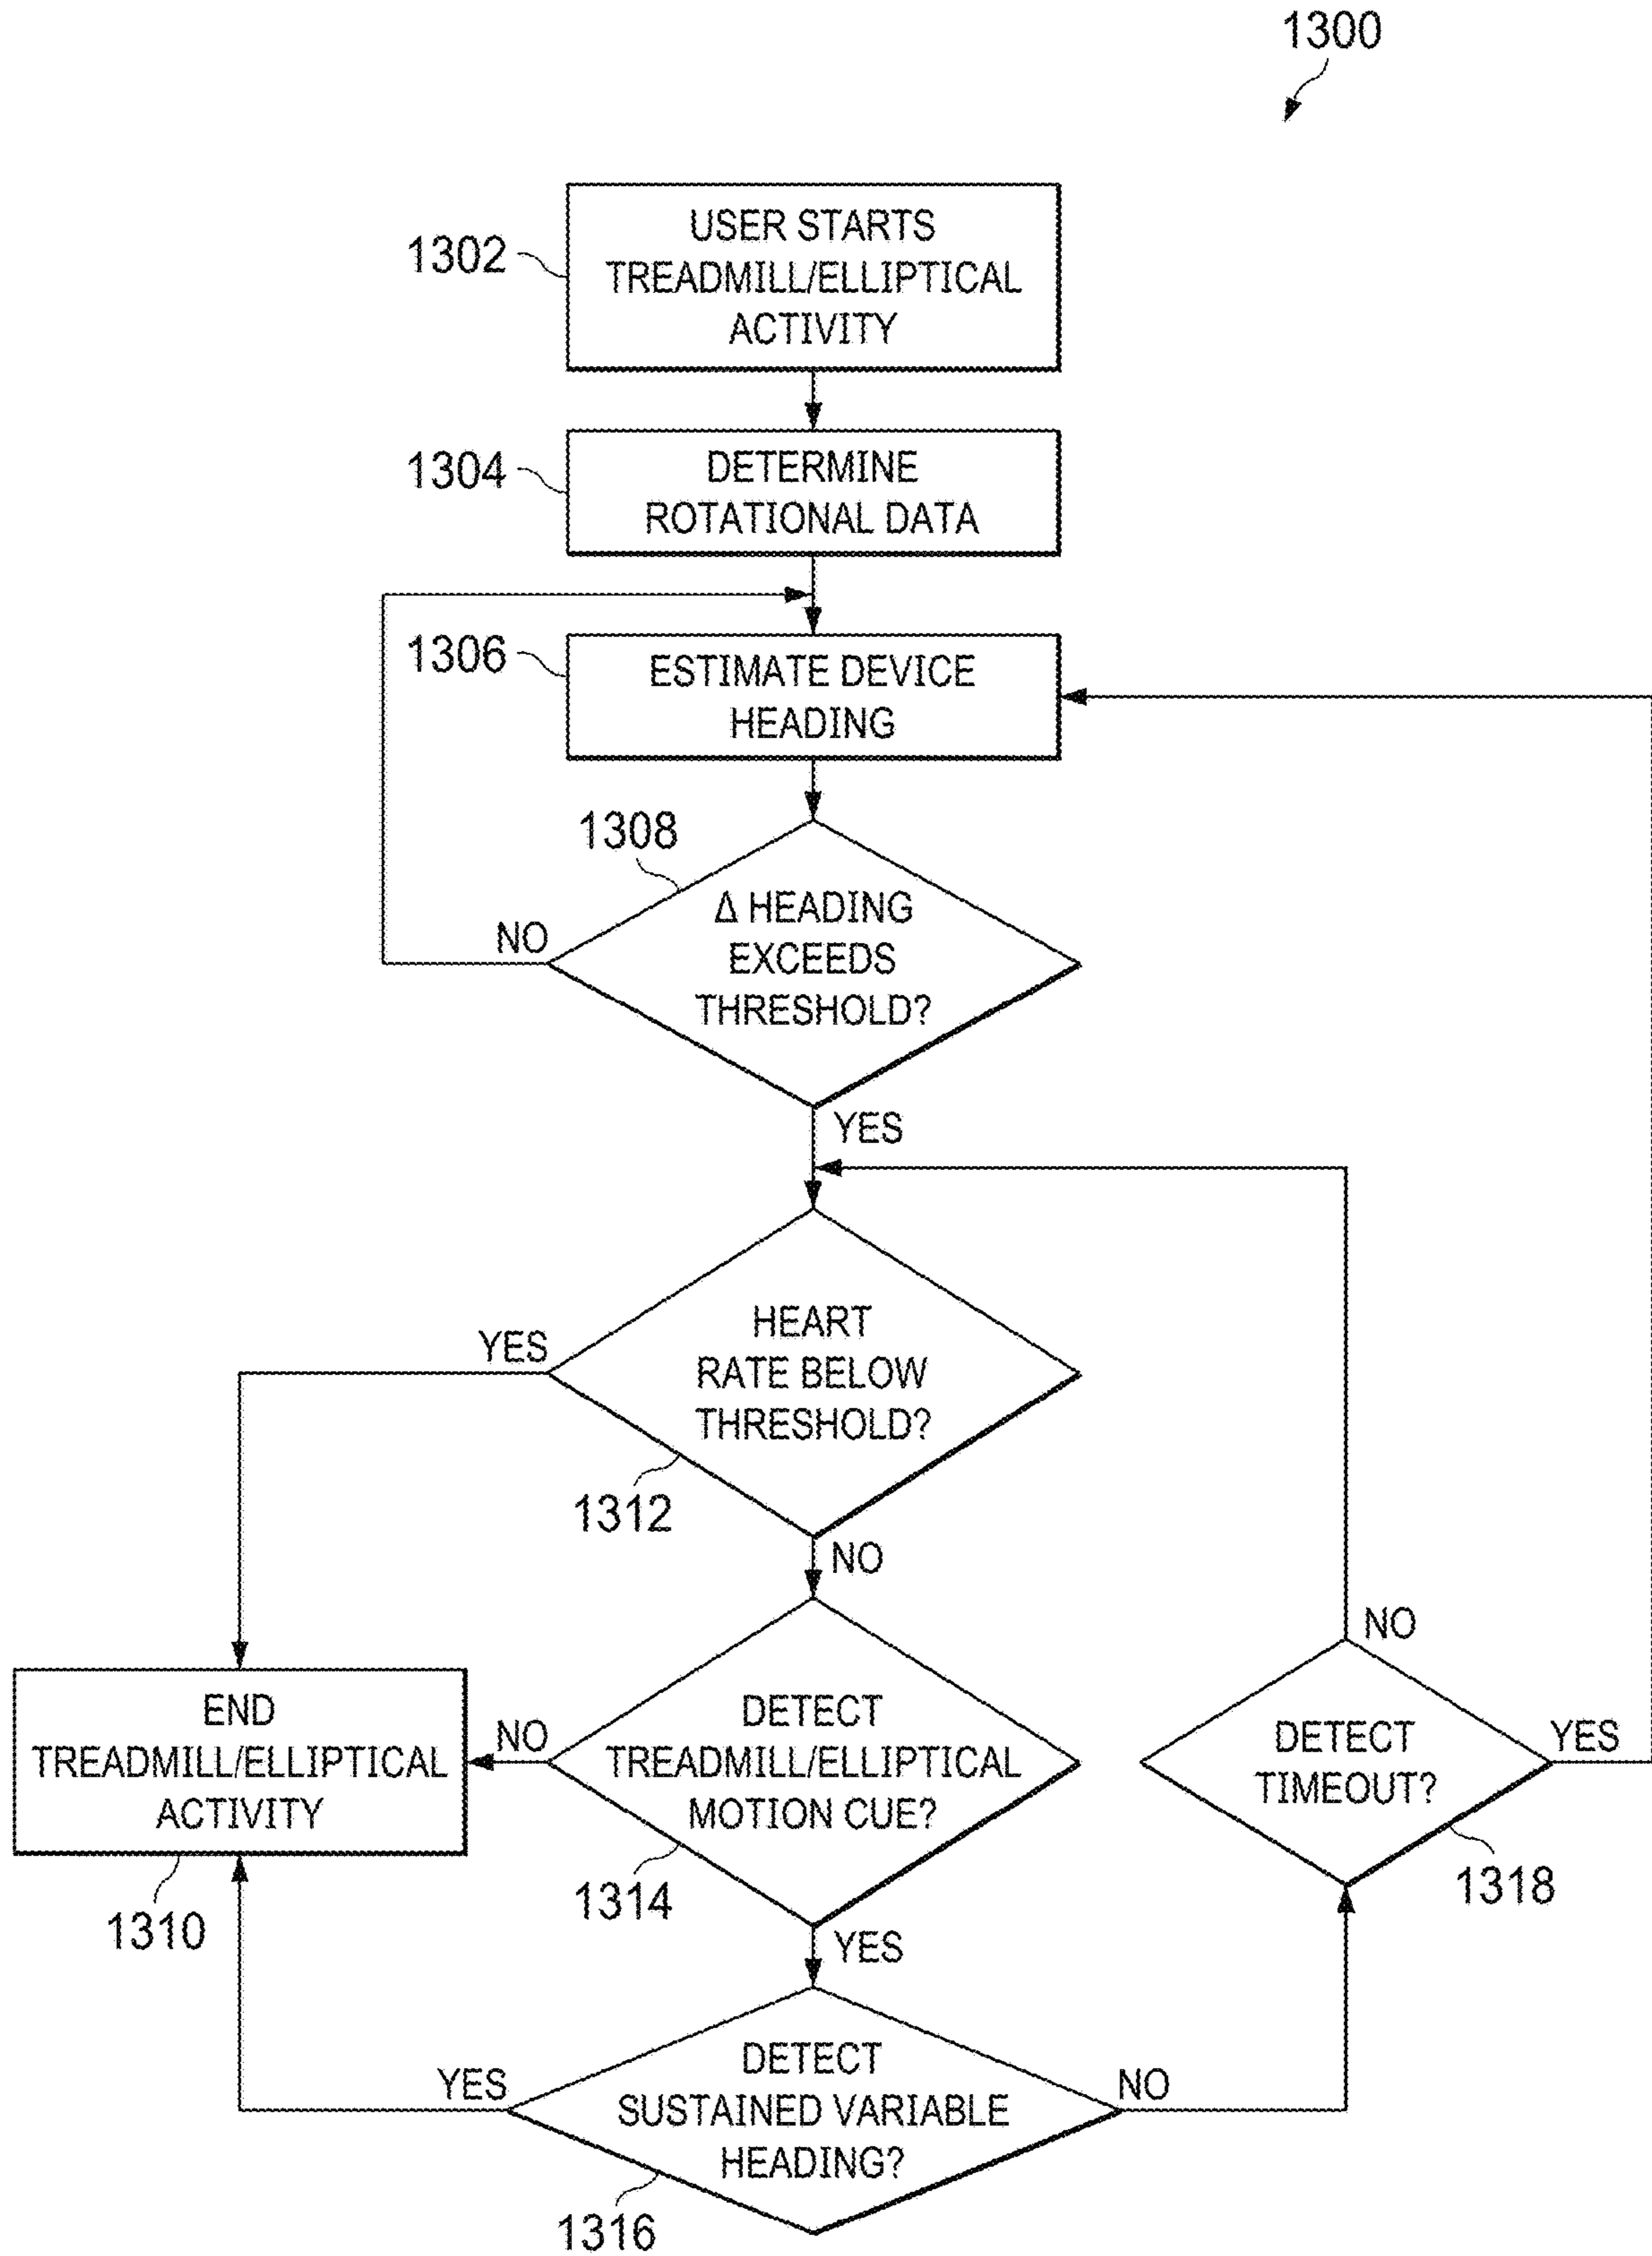 1300
1302
USER STARTS
TREADMILL/ELLIPTICAL
ACTIVITY
1304
DETERMINE
ROTATIONAL DATA
1306
ESTIMATE DEVICE
HEADING
1308
Δ HEADING
EXCEEDS
THRESHOLD?
NO
YES
HEART
RATE BELOW
THRESHOLD?
YES
1312
NO
END
TREADMILL/ELLIPTICAL
ACTIVITY
1310
NO
DETECT
TREADMILL/ELLIPTICAL
MOTION CUE?
1314
YES
NO
DETECT
TIMEOUT?
YES
1318
YES
DETECT
SUSTAINED VARIABLE
HEADING?
NO
1316